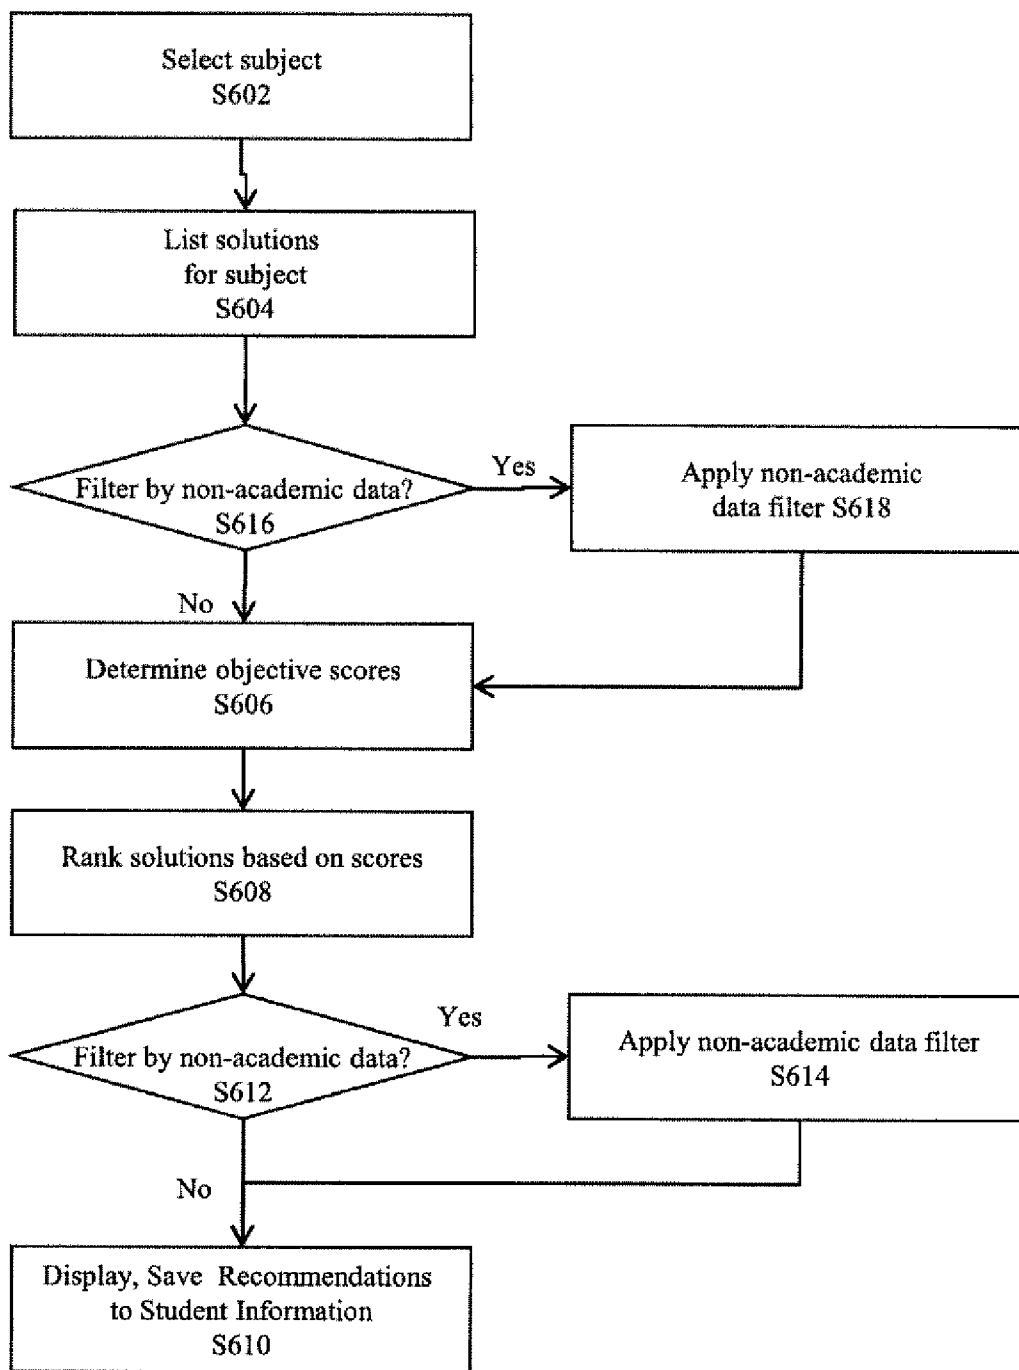 Select subject
S602
List solutions
for subject
S604
Filter by non-academic data?
S616
Yes
Apply non-academic
data filter S618
No
Determine objective scores
S606
Rank solutions based on scores
S608
Filter by non-academic data?
S612
Yes
Apply non-academic data filter
S614
No
Display, Save Recommendations
to Student Information
S610